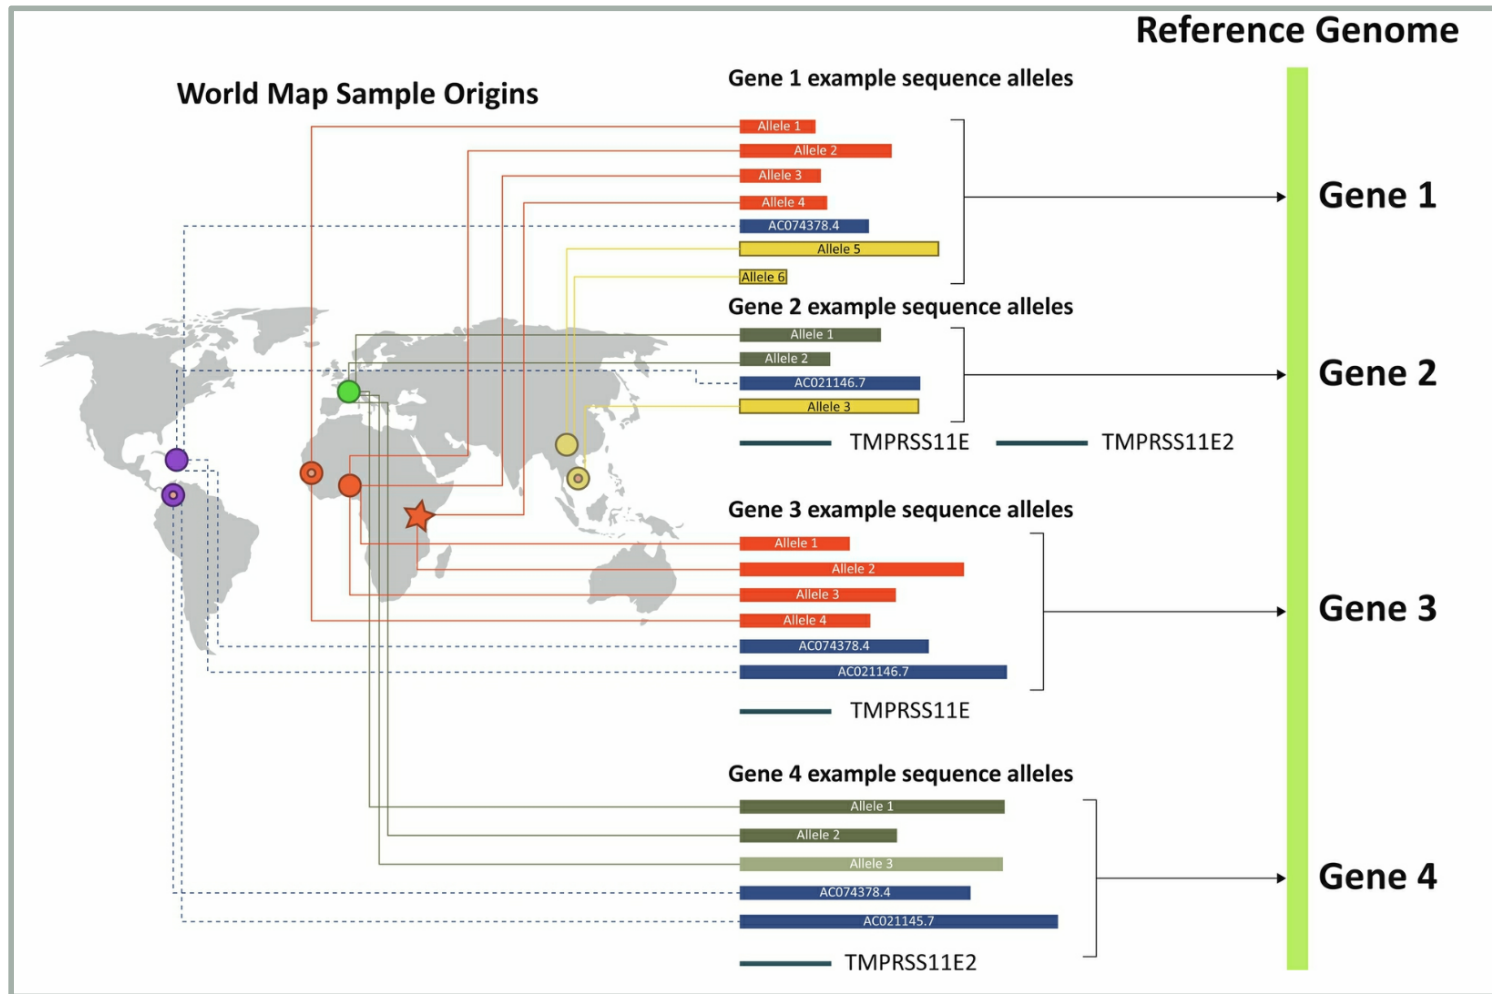 Reference Genome
World Map Sample Origins
Gene 1 example sequence alleles
Allele 1
Allele 2
Allele 3
Allele 4
AC074378.4
Allele 5
Allele 6
Gene 1
Gene 2 example sequence alleles
Allele 1
Allele 2
AC021146.7
Allele 3
TMPRSS11E
TMPRSS11E2
Gene 2
Gene 3 example sequence alleles
Allele 1
Allele 2
Allele 3
Allele 4
AC074378.4
AC021146.7
TMPRSS11E
Gene 3
Gene 4 example sequence alleles
Allele 1
Allele 2
Allele 3
AC074378.4
AC021145.7
TMPRSS11E2
Gene 4